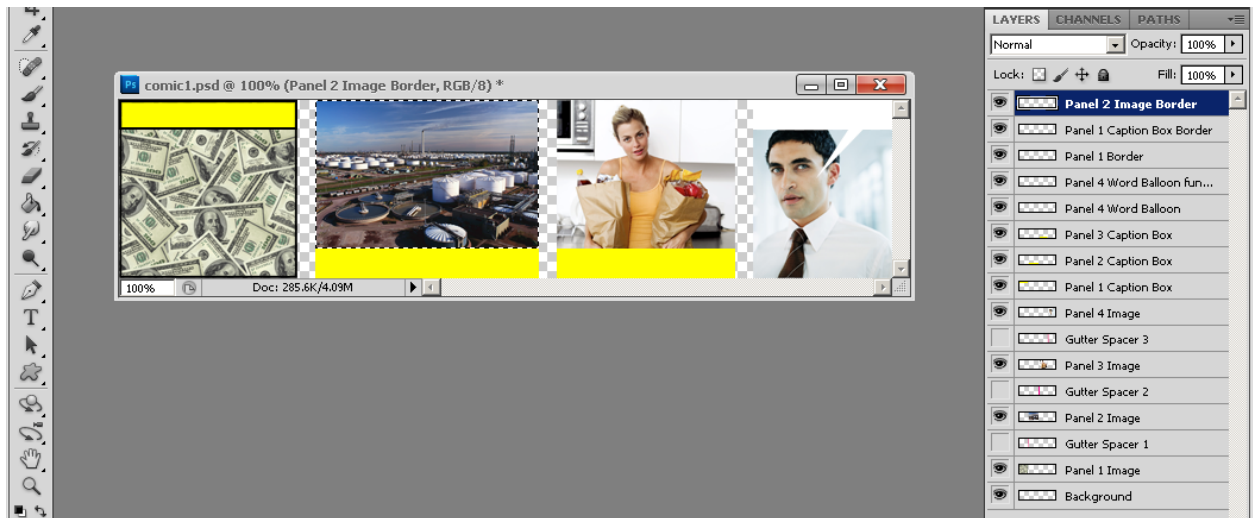 LAYERS CHANNELS PATHS
Normal Opacity: 100%
Lock: Fill: 100%
Ps comic1.psd @ 100% (Panel 2 Image Border, RGB/8) *
100% Doc: 285.6K/4.09M
Panel 2 Image Border
Panel 1 Caption Box Border
Panel 1 Border
Panel 4 Word Balloon fun...
Panel 4 Word Balloon
Panel 3 Caption Box
Panel 2 Caption Box
Panel 1 Caption Box
Panel 4 Image
Gutter Spacer 3
Panel 3 Image
Gutter Spacer 2
Panel 2 Image
Gutter Spacer 1
Panel 1 Image
Background